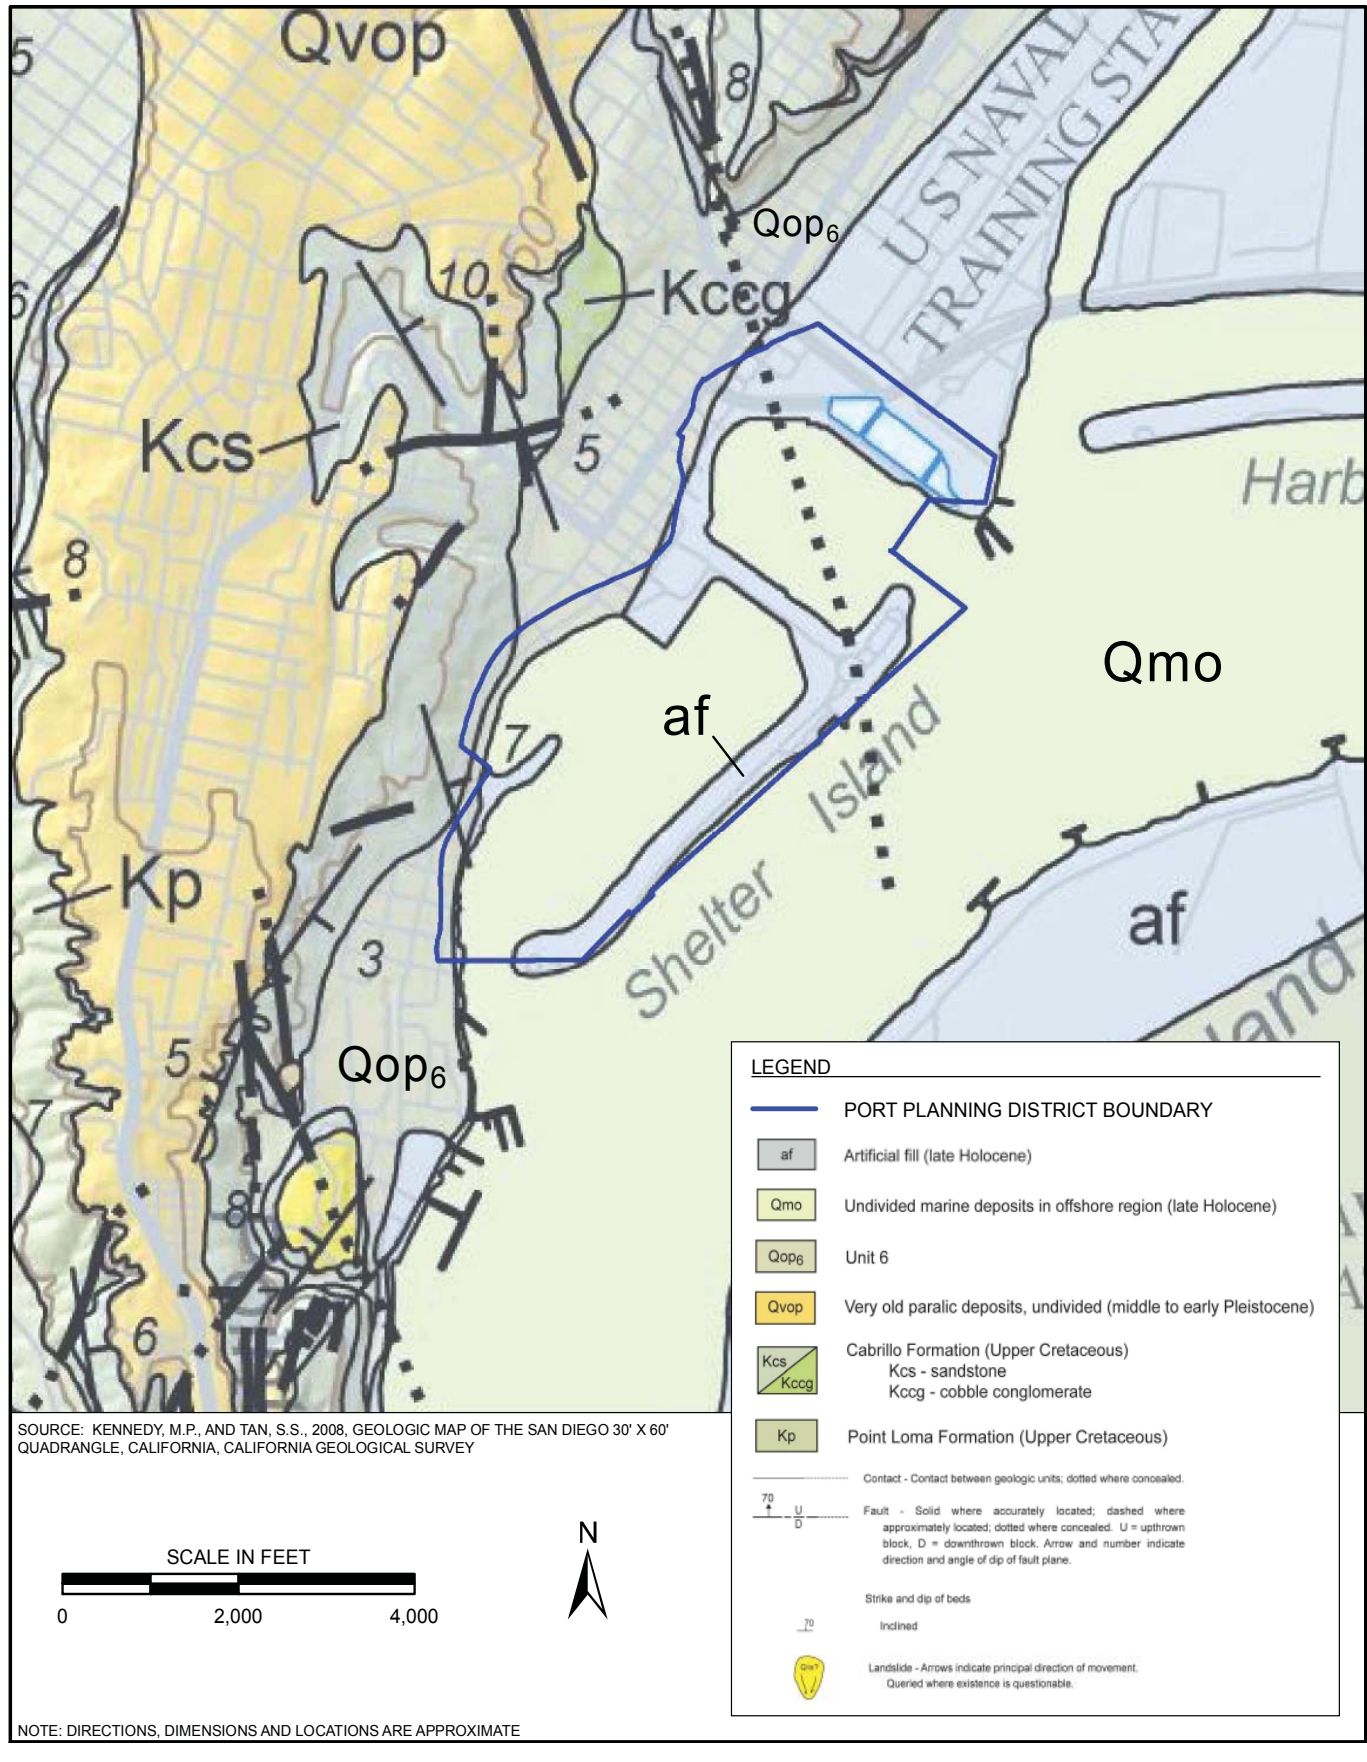 Qvop
5
8
U S NAVAL
TRAINING STA
Qop6
60
10
Kccg
6
Kcs
5
Harb
8
Qmo
af
7
Island
Kp
af
Shelter
3
land
5
Qop6
7
8
6
LEGEND
PORT PLANNING DISTRICT BOUNDARY
af Artificial fill (late Holocene)
Qmo Undivided marine deposits in offshore region (late Holocene)
Qop6 Unit 6
Qvop Very old paralic deposits, undivided (middle to early Pleistocene)
Kcs Kccg Cabrillo Formation (Upper Cretaceous)
Kcs - sandstone
Kccg - cobble conglomerate
Kp Point Loma Formation (Upper Cretaceous)
Contact - Contact between geologic units; dotted where concealed.
70 U D Fault - Solid where accurately located; dashed where
approximately located; dotted where concealed. U = upthrown
block, D = downthrown block. Arrow and number indicate
direction and angle of dip of fault plane.
Strike and dip of beds
70 Inclined
Landslide - Arrows indicate principal direction of movement.
Queried where existence is questionable.
SOURCE: KENNEDY, M.P., AND TAN, S.S., 2008, GEOLOGIC MAP OF THE SAN DIEGO 30' X 60'
QUADRANGLE, CALIFORNIA, CALIFORNIA GEOLOGICAL SURVEY
SCALE IN FEET
0 2,000 4,000
N
NOTE: DIRECTIONS, DIMENSIONS AND LOCATIONS ARE APPROXIMATE